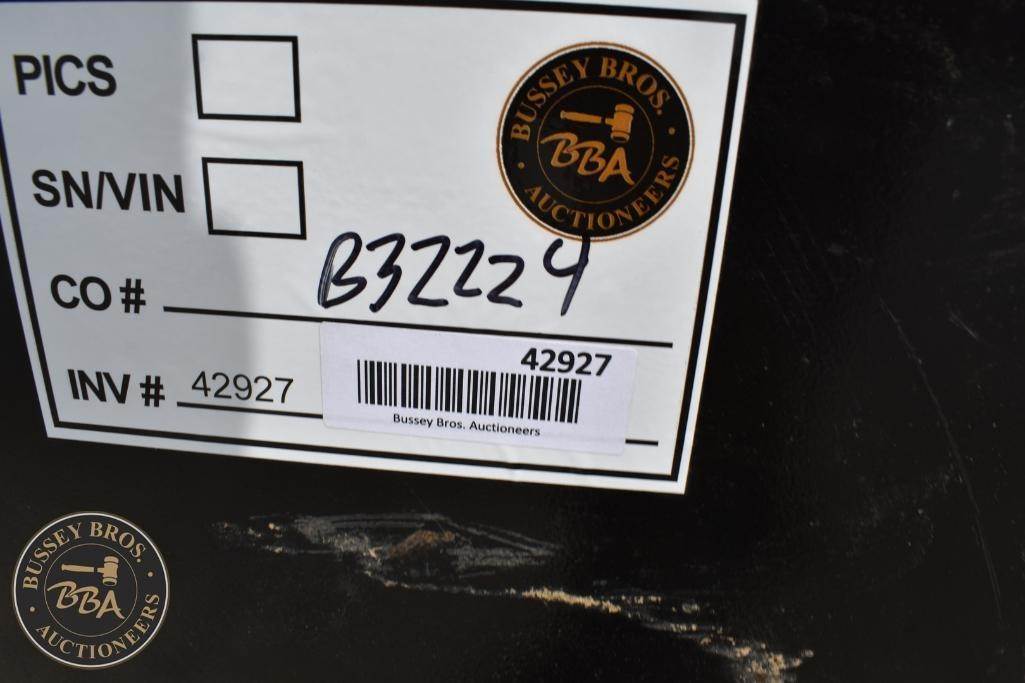 PICS
BUSSEY BROS.
BBA
AUCTIONEERS
SN/VIN
CO # B32224
42927
INV # 42927
Bussey Bros. Auctioneers
BUSSEY BROS.
BBA
AUCTIONEERS